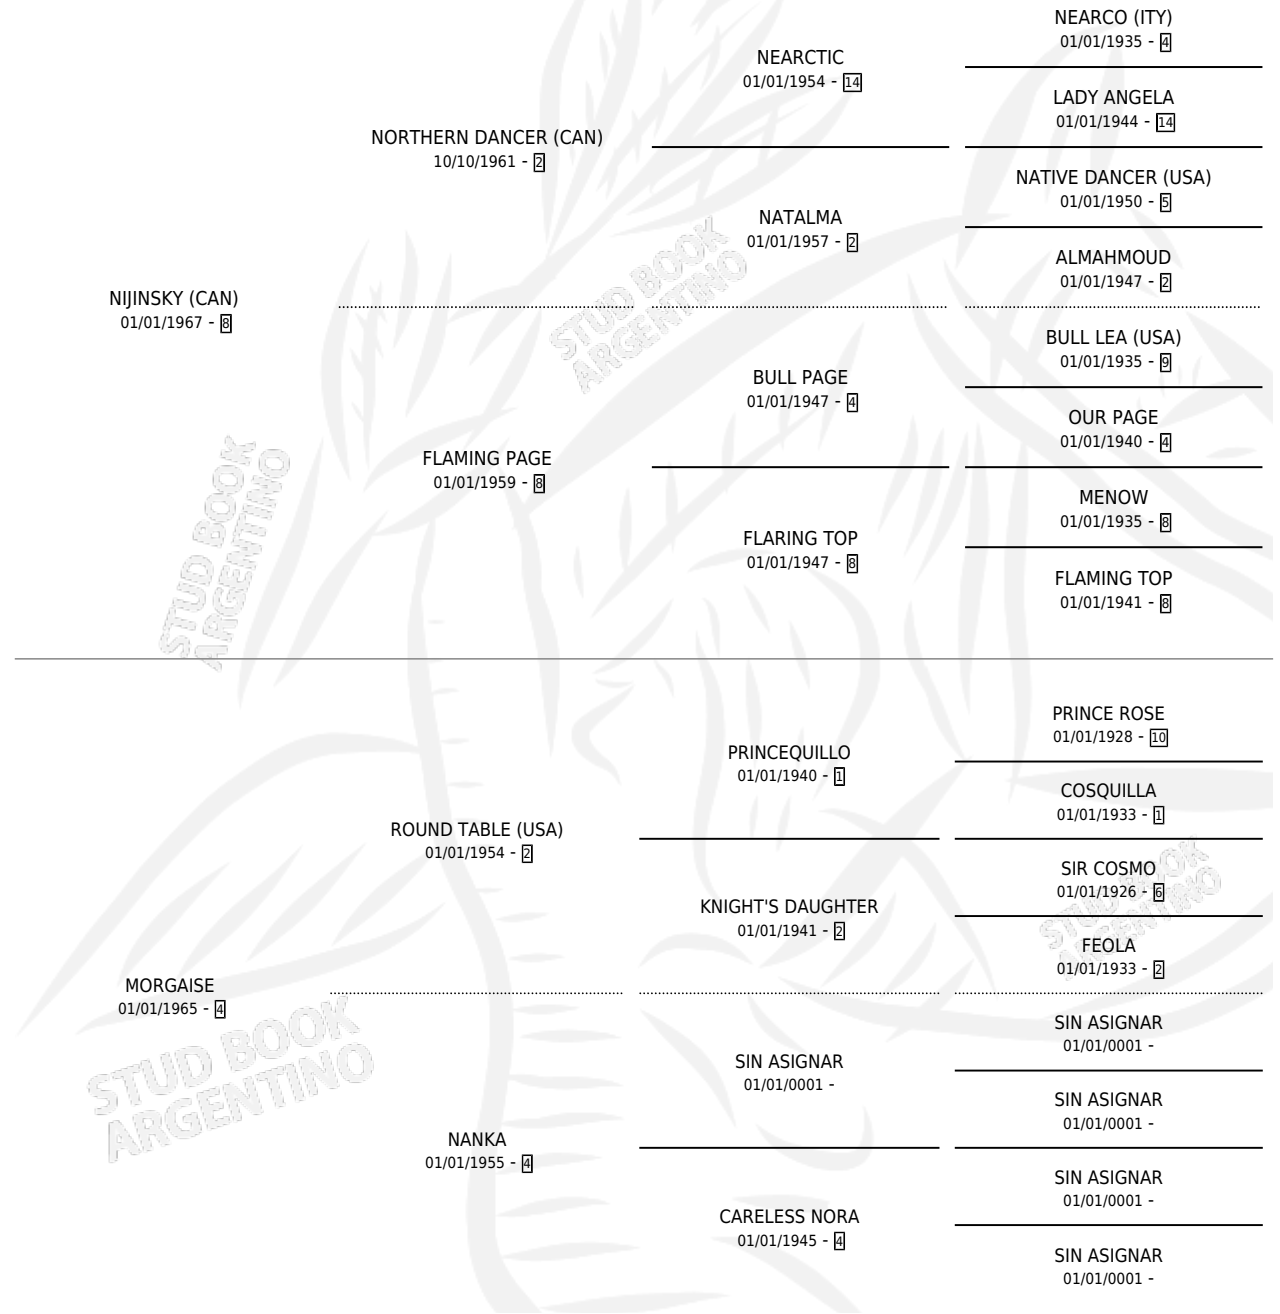 NEARCO (ITY)
01/01/1935 - 4
NEARCTIC
01/01/1954 - 14
LADY ANGELA
01/01/1944 - 14
NORTHERN DANCER (CAN)
10/10/1961 - 2
NATIVE DANCER (USA)
01/01/1950 - 5
NATALMA
01/01/1957 - 2
ALMAHMOUD
01/01/1947 - 2
NIJINSKY (CAN)
01/01/1967 - 8
BULL LEA (USA)
01/01/1935 - 9
BULL PAGE
01/01/1947 - 4
OUR PAGE
01/01/1940 - 4
FLAMING PAGE
01/01/1959 - 8
MENOW
01/01/1935 - 8
FLARING TOP
01/01/1947 - 8
FLAMING TOP
01/01/1941 - 8
PRINCE ROSE
01/01/1928 - 10
PRINCEQUILLO
01/01/1940 - 1
COSQUILLA
01/01/1933 - 1
ROUND TABLE (USA)
01/01/1954 - 2
SIR COSMO
01/01/1926 - 6
KNIGHT'S DAUGHTER
01/01/1941 - 2
FEOLA
01/01/1933 - 2
MORGAISE
01/01/1965 - 4
SIN ASIGNAR
01/01/0001 -
SIN ASIGNAR
01/01/0001 -
SIN ASIGNAR
01/01/0001 -
NANKA
01/01/1955 - 4
SIN ASIGNAR
01/01/0001 -
CARELESS NORA
01/01/1945 - 4
SIN ASIGNAR
01/01/0001 -
STUD BOOK
ARGENTINO
STUD BOOK
ARGENTINO
STUD BOOK
ARGENTINO
STUD BOOK
ARGENTINO